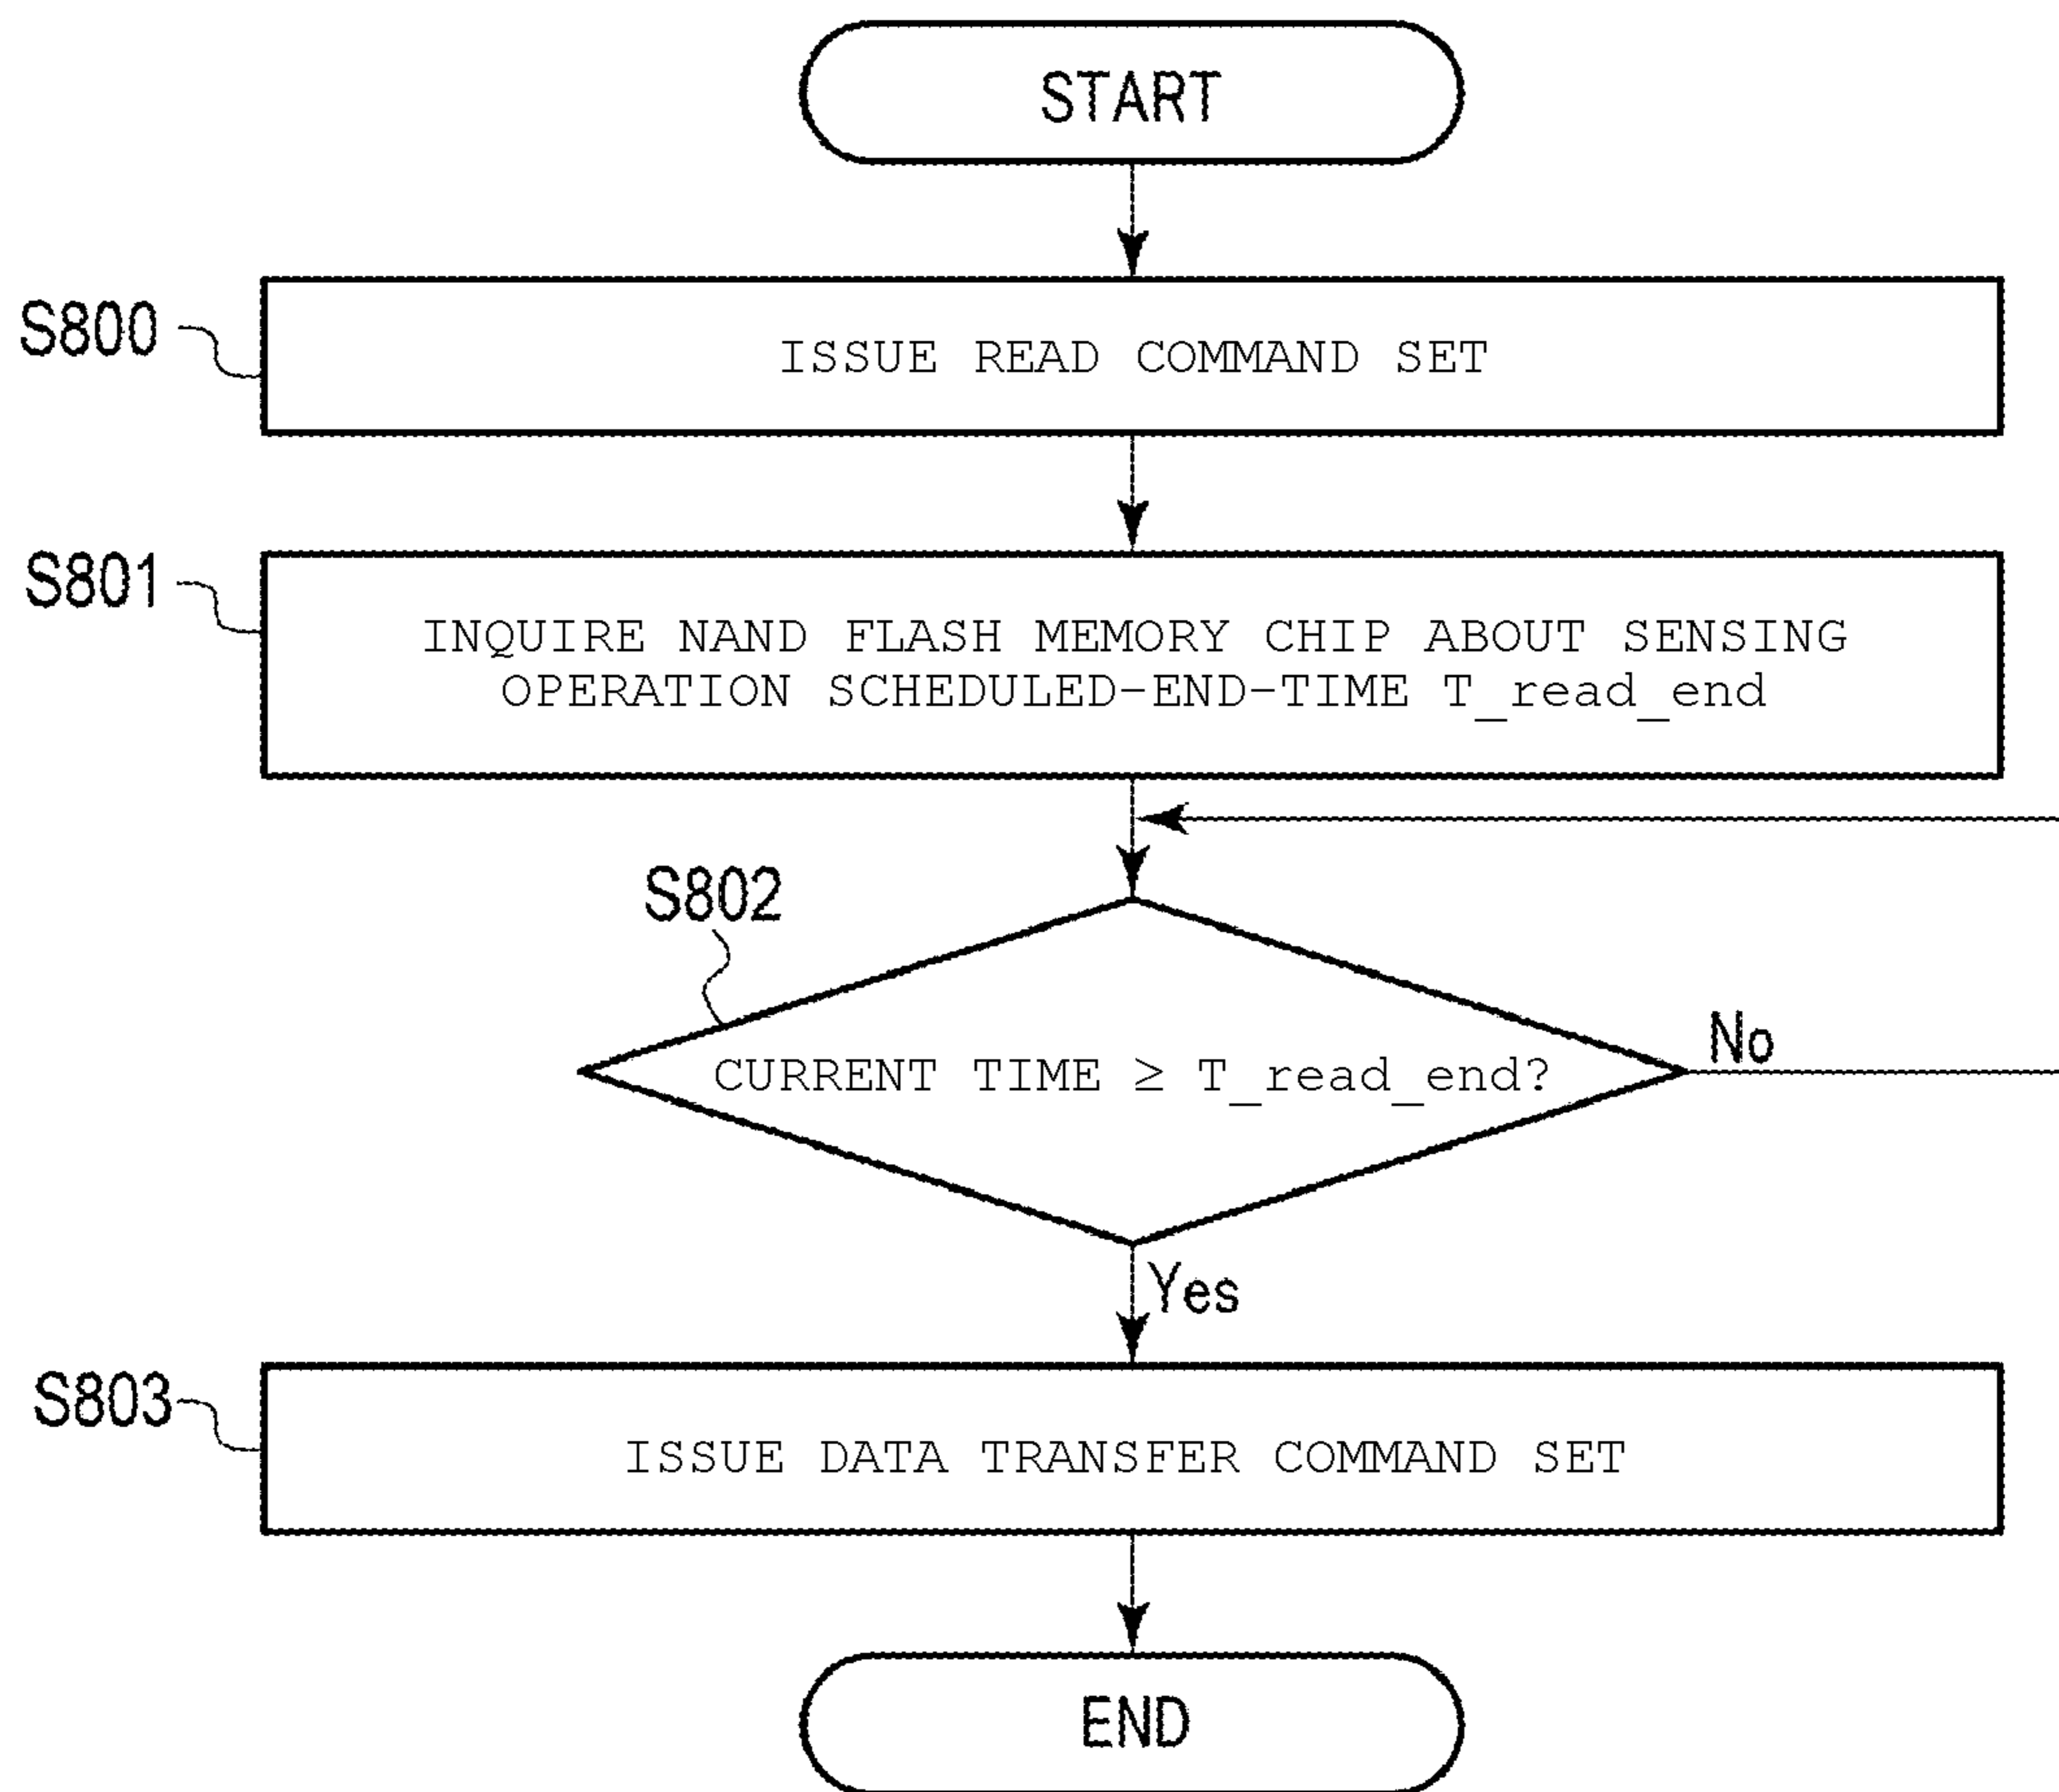 START
S800
ISSUE READ COMMAND SET
S801
INQUIRE NAND FLASH MEMORY CHIP ABOUT SENSING
OPERATION SCHEDULED-END-TIME T_read_end
S802
CURRENT TIME ≥ T_read_end?
No
Yes
S803
ISSUE DATA TRANSFER COMMAND SET
END